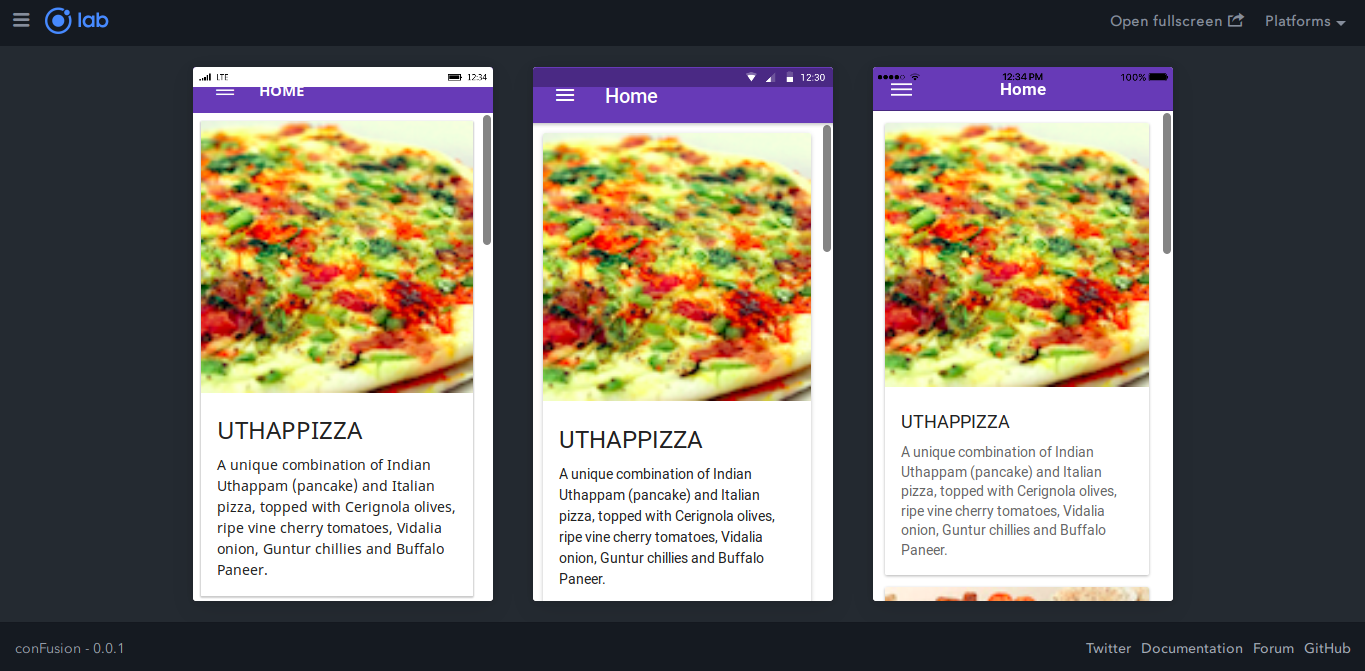 lab
Open fullscreen
Platforms
LTE
12:34
HOME
UTHAPPIZZA
A unique combination of Indian
Uthappam (pancake) and Italian
pizza, topped with Cerignola olives,
ripe vine cherry tomatoes, Vidalia
onion, Guntur chillies and Buffalo
Paneer.
12:30
Home
UTHAPPIZZA
A unique combination of Indian
Uthappam (pancake) and Italian
pizza, topped with Cerignola olives,
ripe vine cherry tomatoes, Vidalia
onion, Guntur chillies and Buffalo
Paneer.
12:34 PM
100%
Home
UTHAPPIZZA
A unique combination of Indian
Uthappam (pancake) and Italian
pizza, topped with Cerignola olives,
ripe vine cherry tomatoes, Vidalia
onion, Guntur chillies and Buffalo
Paneer.
conFusion - 0.0.1
Twitter Documentation Forum GitHub